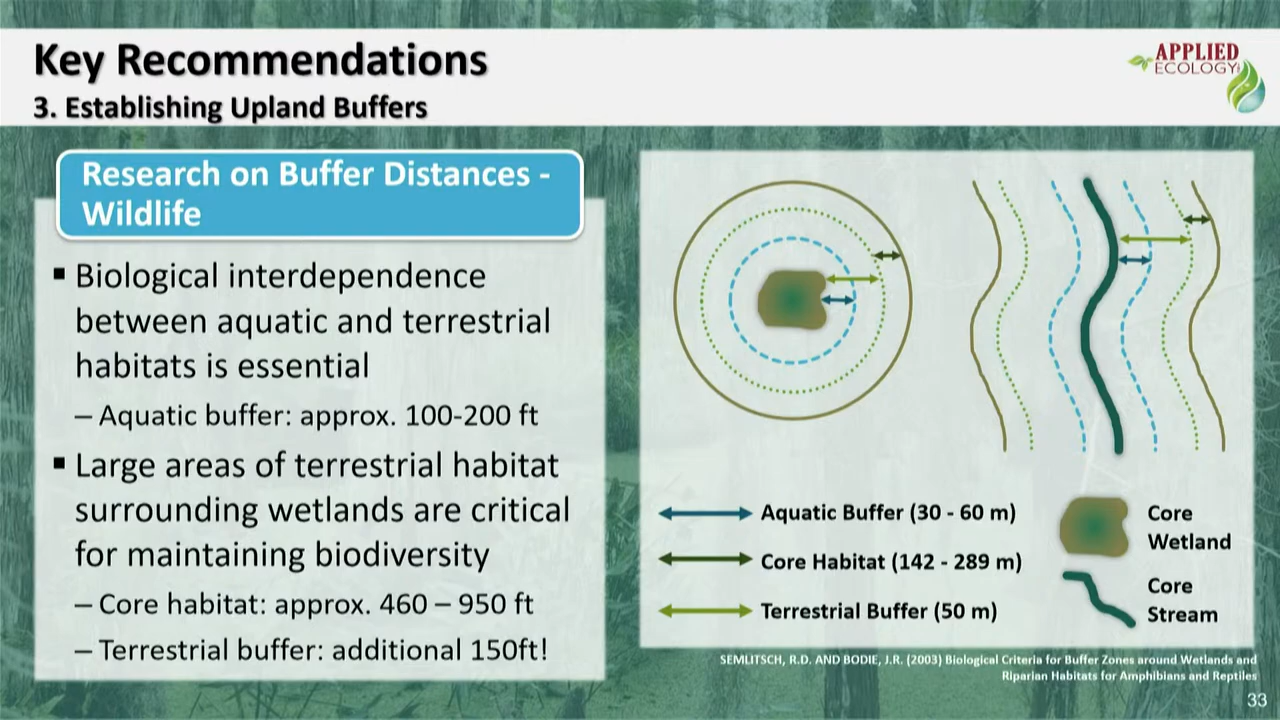 Key Recommendations
3. Establishing Upland Buffers
APPLIED
ECOLOGY
Research on Buffer Distances -
Wildlife
▪ Biological interdependence
between aquatic and terrestrial
habitats is essential
– Aquatic buffer: approx. 100-200 ft
▪ Large areas of terrestrial habitat
surrounding wetlands are critical
for maintaining biodiversity
– Core habitat: approx. 460 – 950 ft
– Terrestrial buffer: additional 150ft!
Aquatic Buffer (30 - 60 m)
Core Habitat (142 - 289 m)
Terrestrial Buffer (50 m)
Core
Wetland
Core
Stream
SEMLITSCH, R.D. AND BODIE, J.R. (2003) Biological Criteria for Buffer Zones around Wetlands and
Riparian Habitats for Amphibians and Reptiles
33